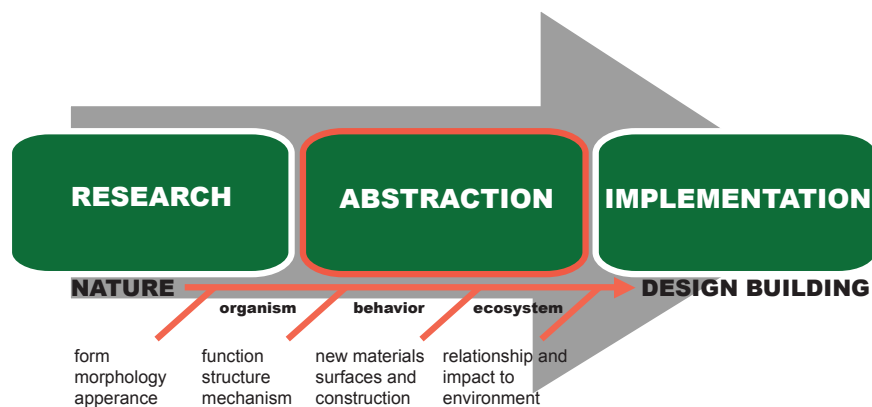 RESEARCH
ABSTRACTION
IMPLEMENTATION
NATURE
DESIGN BUILDING
organism
behavior
ecosystem
form
morphology
apperance
function
structure
mechanism
new materials
surfaces and
construction
relationship and
impact to
environment